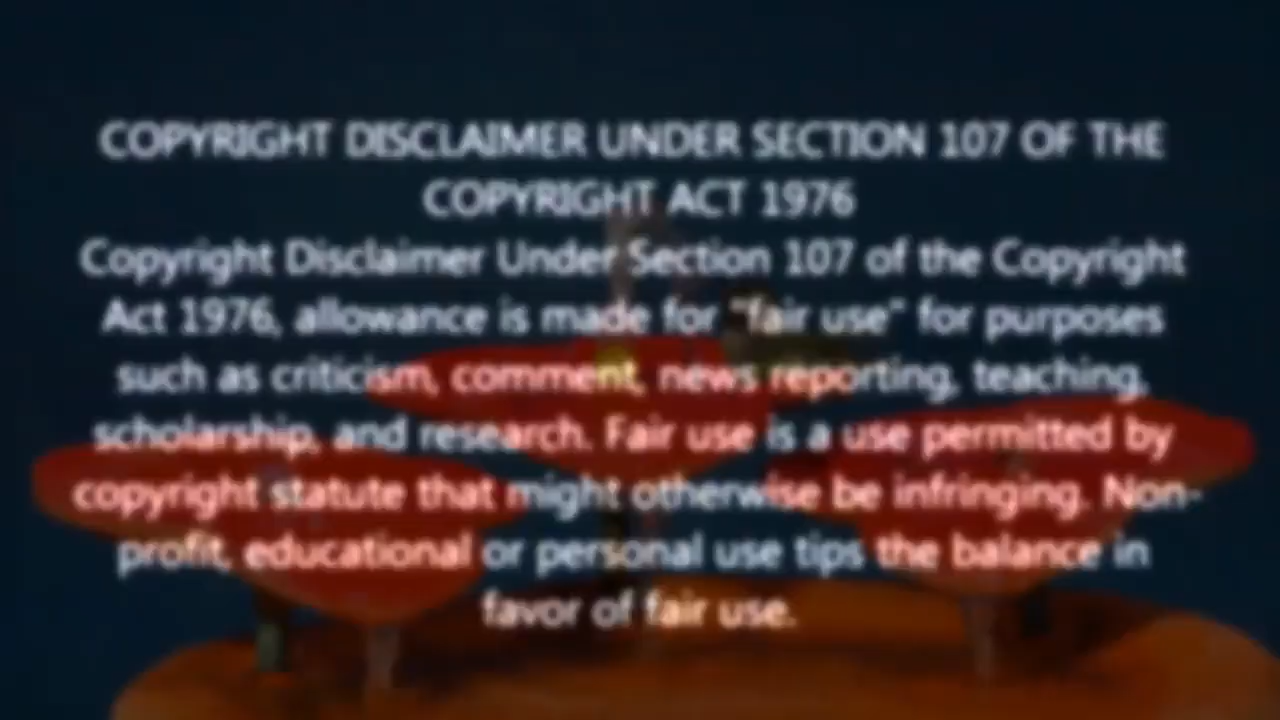 COPYRIGHT DISCLAIMER UNDER SECTION 107 OF THE
COPYRIGHT ACT 1976
Copyright Disclaimer Under Section 107 of the Copyright
Act 1976, allowance is made for "fair use" for purposes
such as criticism, comment, news reporting, teaching,
scholarship, and research. Fair use is a use permitted by
copyright statute that might otherwise be infringing. Non-
profit, educational or personal use tips the balance in
favor of fair use.